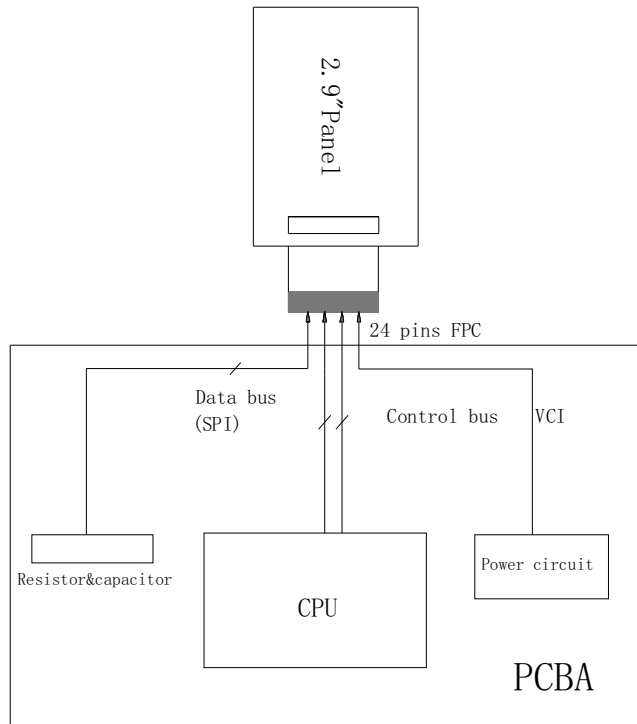 2.9"Panel
24 pins FPC
Data bus
(SPI)
Control bus
VCI
Resistor&capacitor
CPU
Power circuit
PCBA